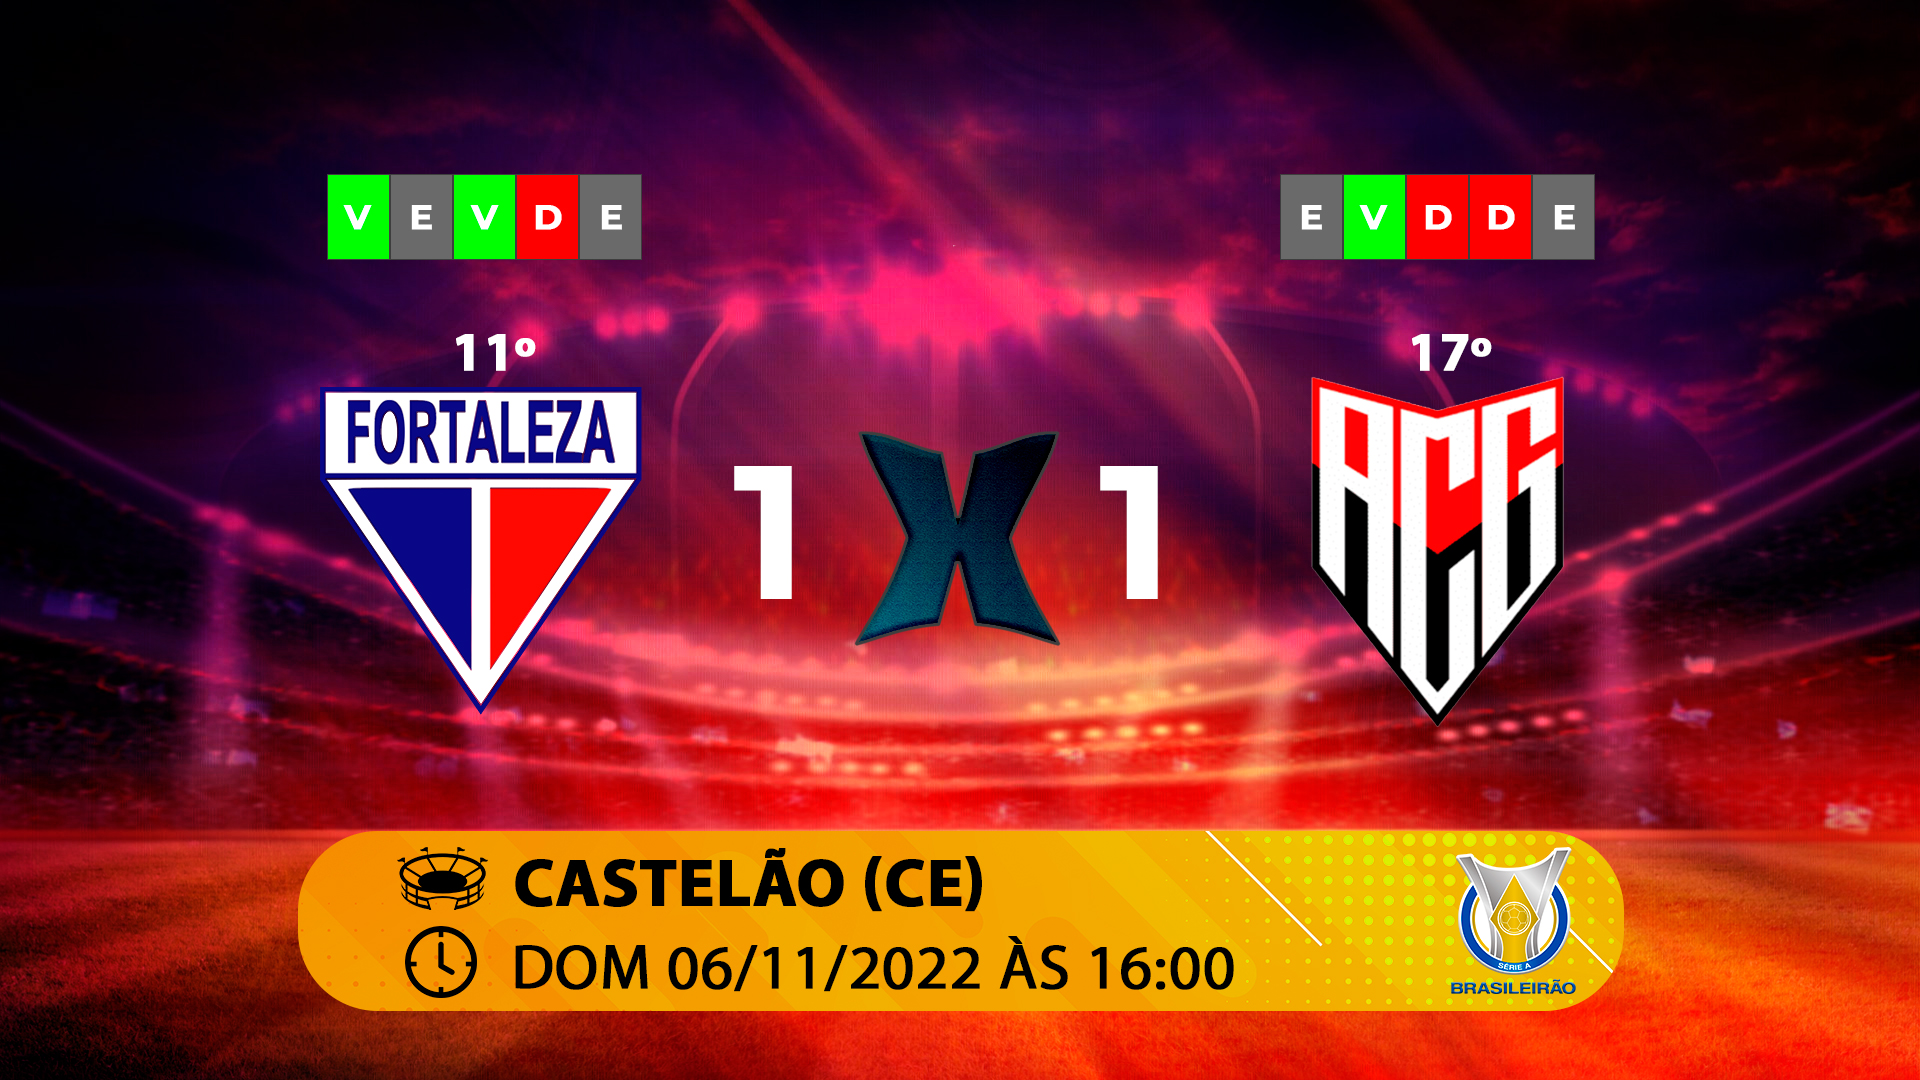 V E V D E
E V D D E
11º
17º
FORTALEZA
1 X 1
ACG
CASTELÃO (CE)
DOM 06/11/2022 ÀS 16:00
SÉRIE A
BRASILEIRÃO